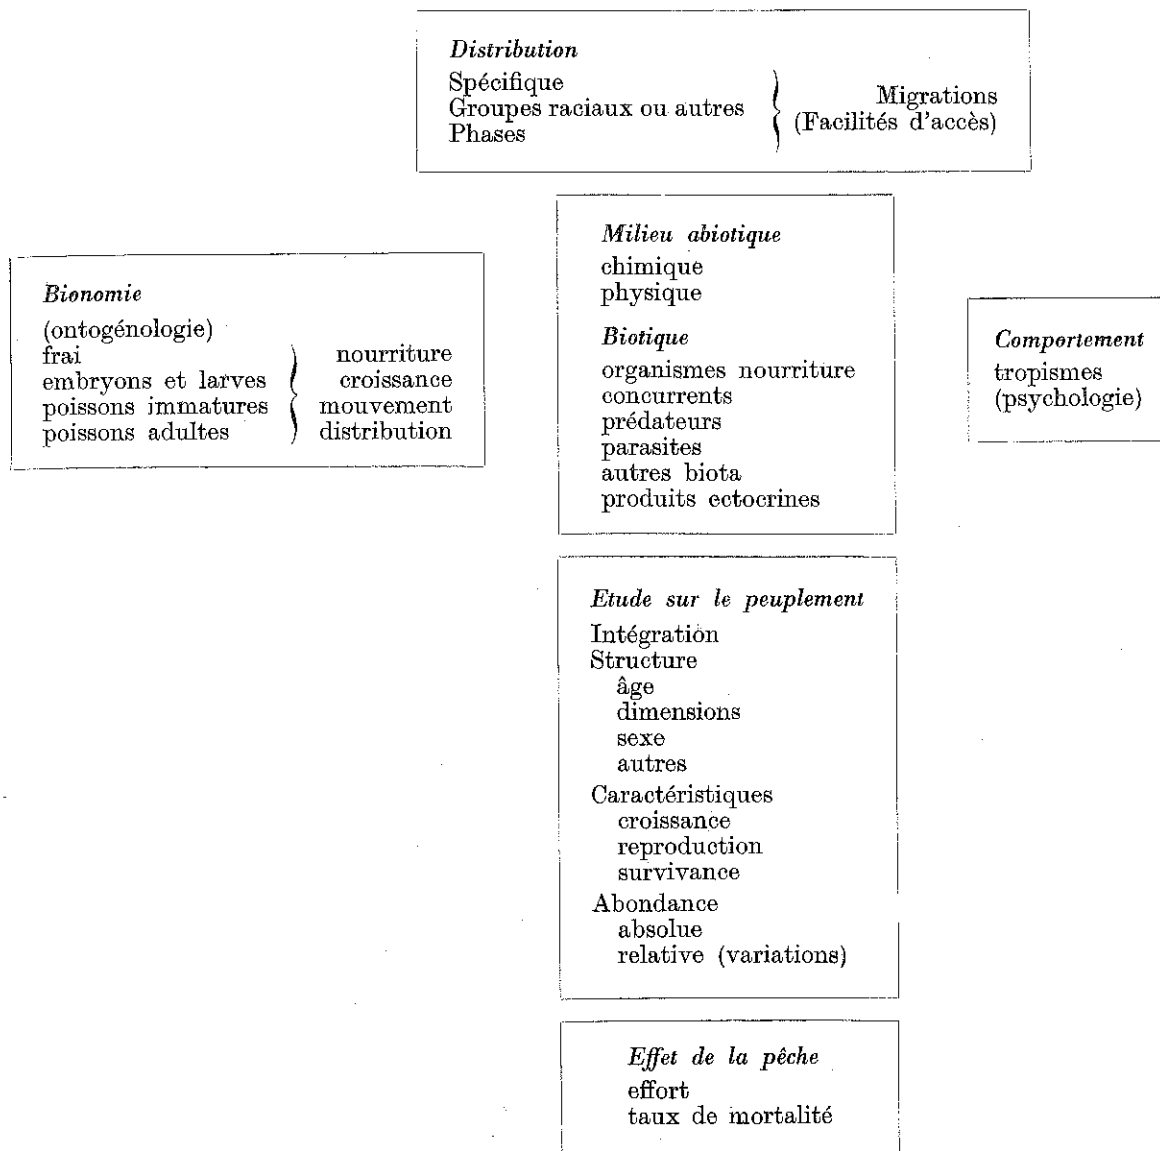 Distribution
Spécifique
Groupes raciaux ou autres
Phases
Migrations
(Facilités d'accès)
Milieu abiotique
chimique
physique
Biotique
organismes nourriture
concurrents
prédateurs
parasites
autres biota
produits ectocrines
Bionomie
(ontogénologie)
frai
embryons et larves
poissons immatures
poissons adultes
nourriture
croissance
mouvement
distribution
Comportement
tropismes
(psychologie)
Etude sur le peuplement
Intégration
Structure
âge
dimensions
sexe
autres
Caractéristiques
croissance
reproduction
survivance
Abondance
absolue
relative (variations)
Effet de la pêche
effort
taux de mortalité